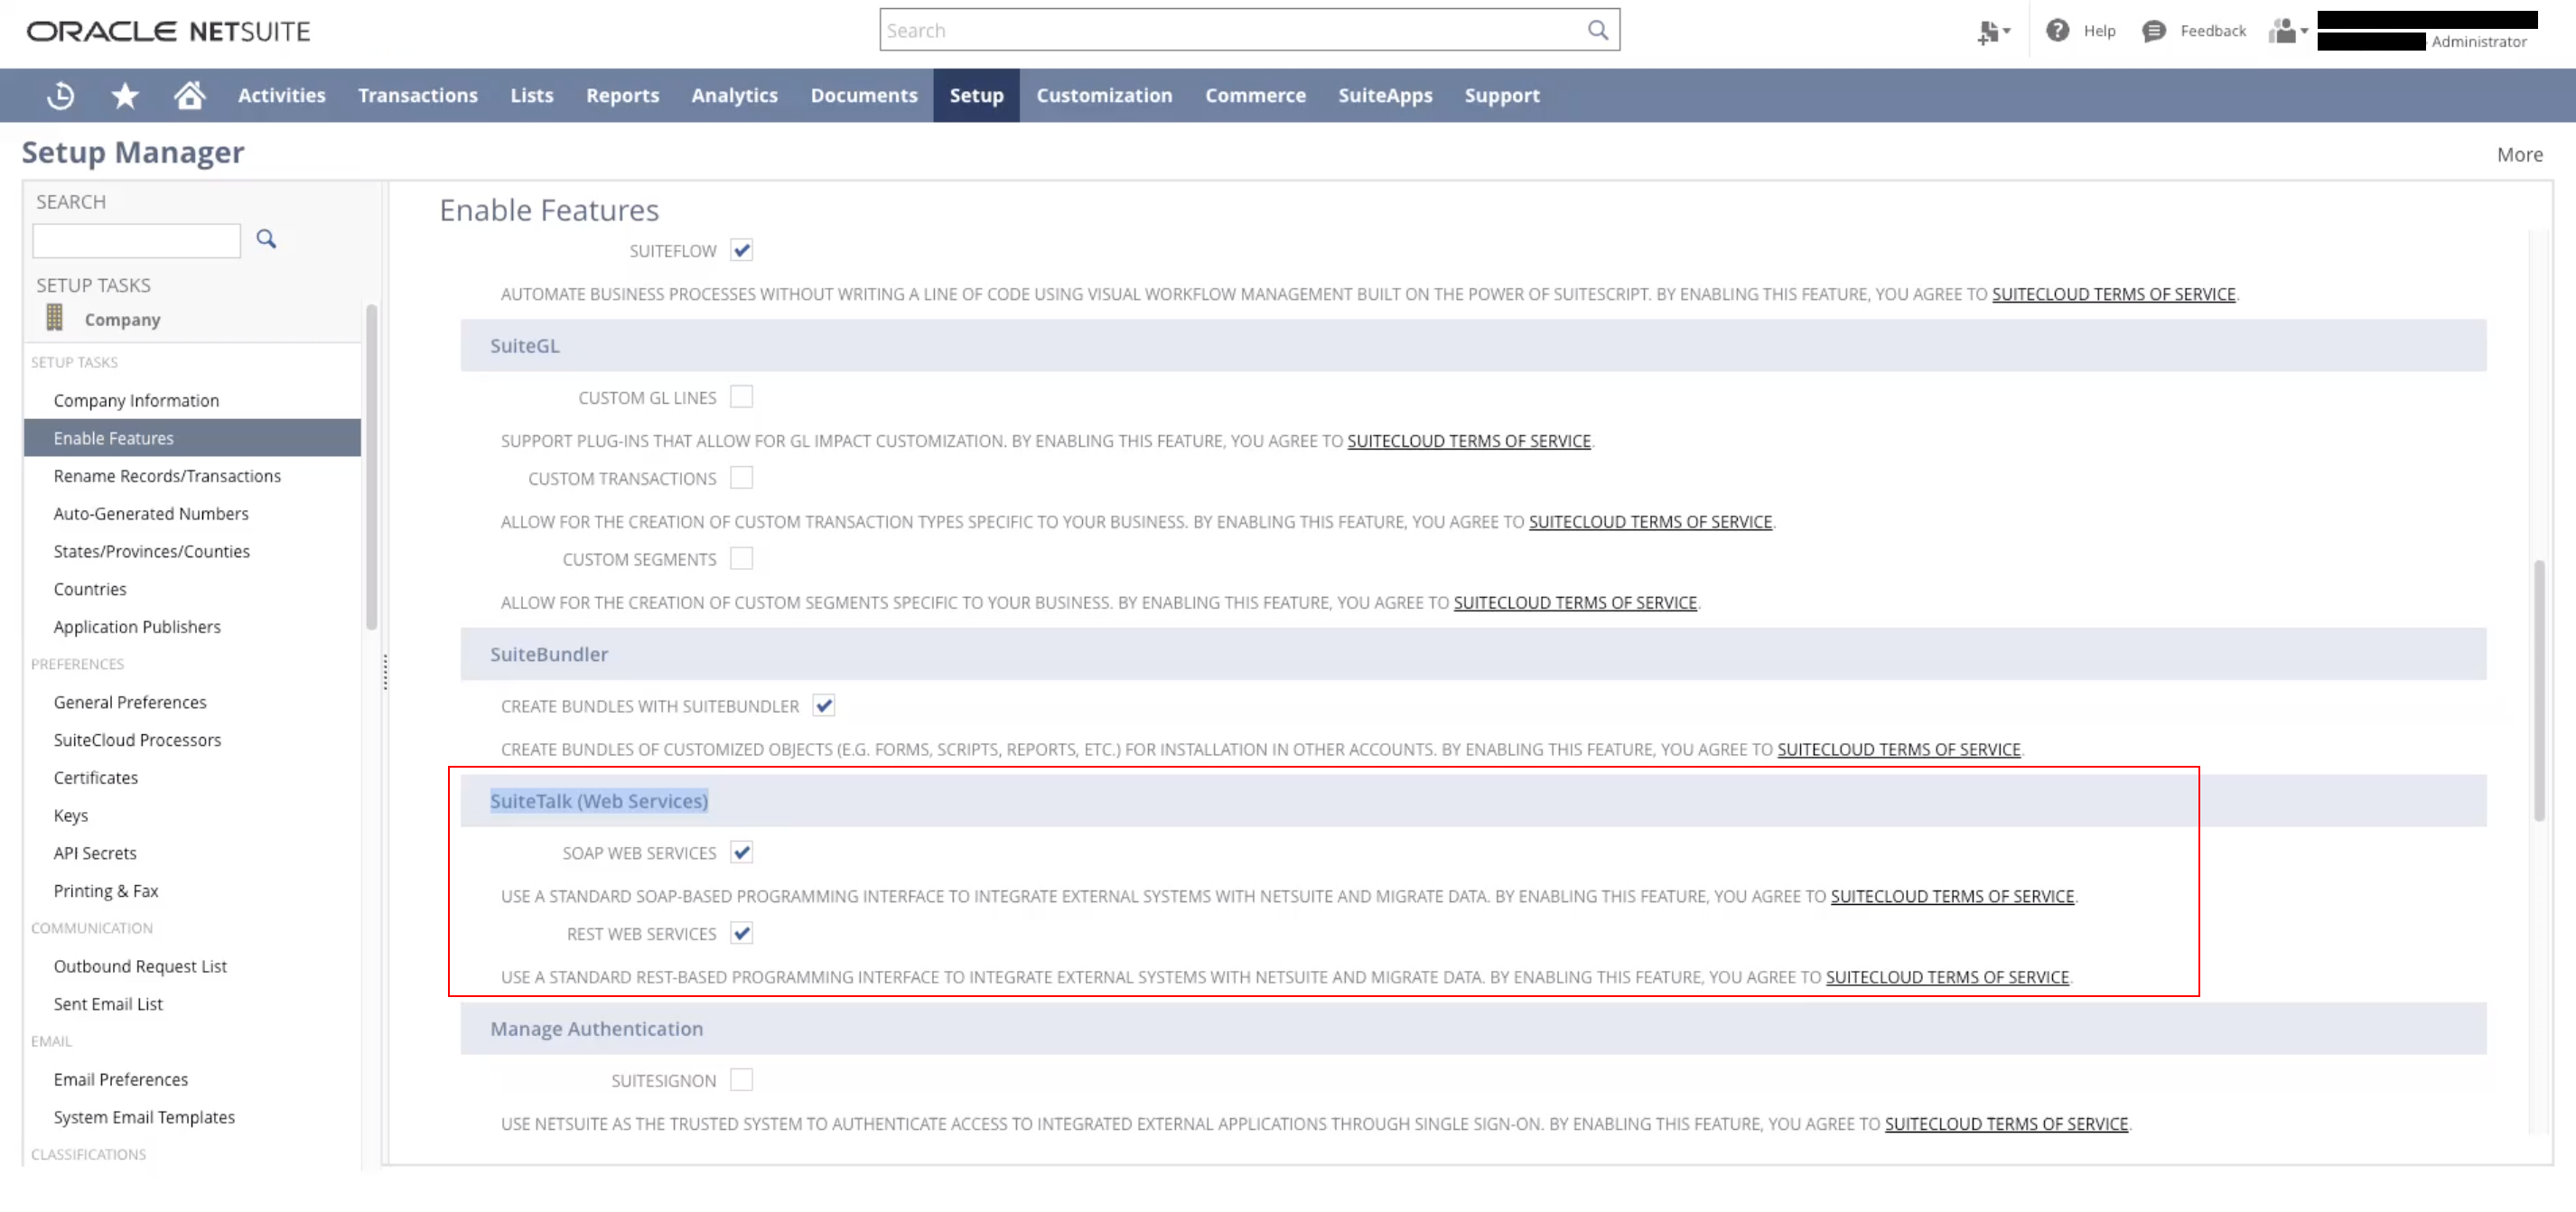 ORACLE NETSUITE
Search
Help
Feedback
Administrator
Activities
Transactions
Lists
Reports
Analytics
Documents
Setup
Customization
Commerce
SuiteApps
Support
Setup Manager
More
SEARCH
SETUP TASKS
Company
SETUP TASKS
Company Information
Enable Features
Rename Records/Transactions
Auto-Generated Numbers
States/Provinces/Counties
Countries
Application Publishers
PREFERENCES
General Preferences
SuiteCloud Processors
Certificates
Keys
API Secrets
Printing & Fax
COMMUNICATION
Outbound Request List
Sent Email List
EMAIL
Email Preferences
System Email Templates
CLASSIFICATIONS
Enable Features
SUITEFLOW
AUTOMATE BUSINESS PROCESSES WITHOUT WRITING A LINE OF CODE USING VISUAL WORKFLOW MANAGEMENT BUILT ON THE POWER OF SUITESCRIPT. BY ENABLING THIS FEATURE, YOU AGREE TO SUITECLOUD TERMS OF SERVICE.
SuiteGL
CUSTOM GL LINES
SUPPORT PLUG-INS THAT ALLOW FOR GL IMPACT CUSTOMIZATION. BY ENABLING THIS FEATURE, YOU AGREE TO SUITECLOUD TERMS OF SERVICE.
CUSTOM TRANSACTIONS
ALLOW FOR THE CREATION OF CUSTOM TRANSACTION TYPES SPECIFIC TO YOUR BUSINESS. BY ENABLING THIS FEATURE, YOU AGREE TO SUITECLOUD TERMS OF SERVICE.
CUSTOM SEGMENTS
ALLOW FOR THE CREATION OF CUSTOM SEGMENTS SPECIFIC TO YOUR BUSINESS. BY ENABLING THIS FEATURE, YOU AGREE TO SUITECLOUD TERMS OF SERVICE.
SuiteBundler
CREATE BUNDLES WITH SUITEBUNDLER
CREATE BUNDLES OF CUSTOMIZED OBJECTS (E.G. FORMS, SCRIPTS, REPORTS, ETC.) FOR INSTALLATION IN OTHER ACCOUNTS. BY ENABLING THIS FEATURE, YOU AGREE TO SUITECLOUD TERMS OF SERVICE.
SuiteTalk (Web Services)
SOAP WEB SERVICES
USE A STANDARD SOAP-BASED PROGRAMMING INTERFACE TO INTEGRATE EXTERNAL SYSTEMS WITH NETSUITE AND MIGRATE DATA. BY ENABLING THIS FEATURE, YOU AGREE TO SUITECLOUD TERMS OF SERVICE.
REST WEB SERVICES
USE A STANDARD REST-BASED PROGRAMMING INTERFACE TO INTEGRATE EXTERNAL SYSTEMS WITH NETSUITE AND MIGRATE DATA. BY ENABLING THIS FEATURE, YOU AGREE TO SUITECLOUD TERMS OF SERVICE.
Manage Authentication
SUITESIGNON
USE NETSUITE AS THE TRUSTED SYSTEM TO AUTHENTICATE ACCESS TO INTEGRATED EXTERNAL APPLICATIONS THROUGH SINGLE SIGN-ON. BY ENABLING THIS FEATURE, YOU AGREE TO SUITECLOUD TERMS OF SERVICE.